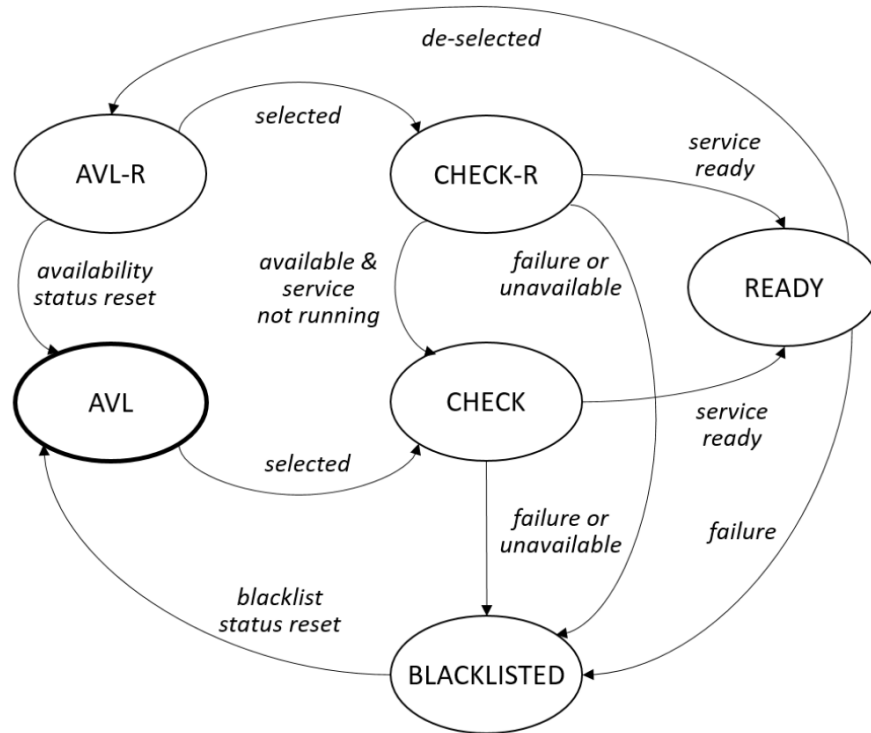 de-selected
selected
AVL-R
CHECK-R
service
ready
availability
status reset
available &
service
not running
failure or
unavailable
READY
AVL
CHECK
selected
service
ready
failure or
unavailable
failure
blacklist
status reset
BLACKLISTED